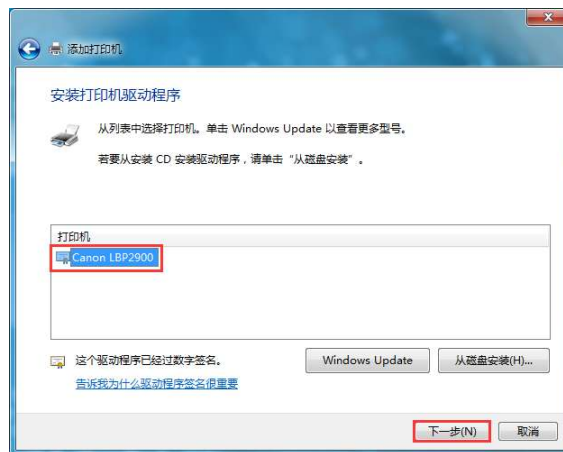 添加打印机
安装打印机驱动程序
从列表中选择打印机。单击 Windows Update 以查看更多型号。
若要从安装 CD 安装驱动程序，请单击“从磁盘安装”。
打印机
Canon LBP2900
这个驱动程序已经过数字签名。
Windows Update
从磁盘安装(H)...
告诉我为什么驱动程序签名很重要
下一步(N)
取消